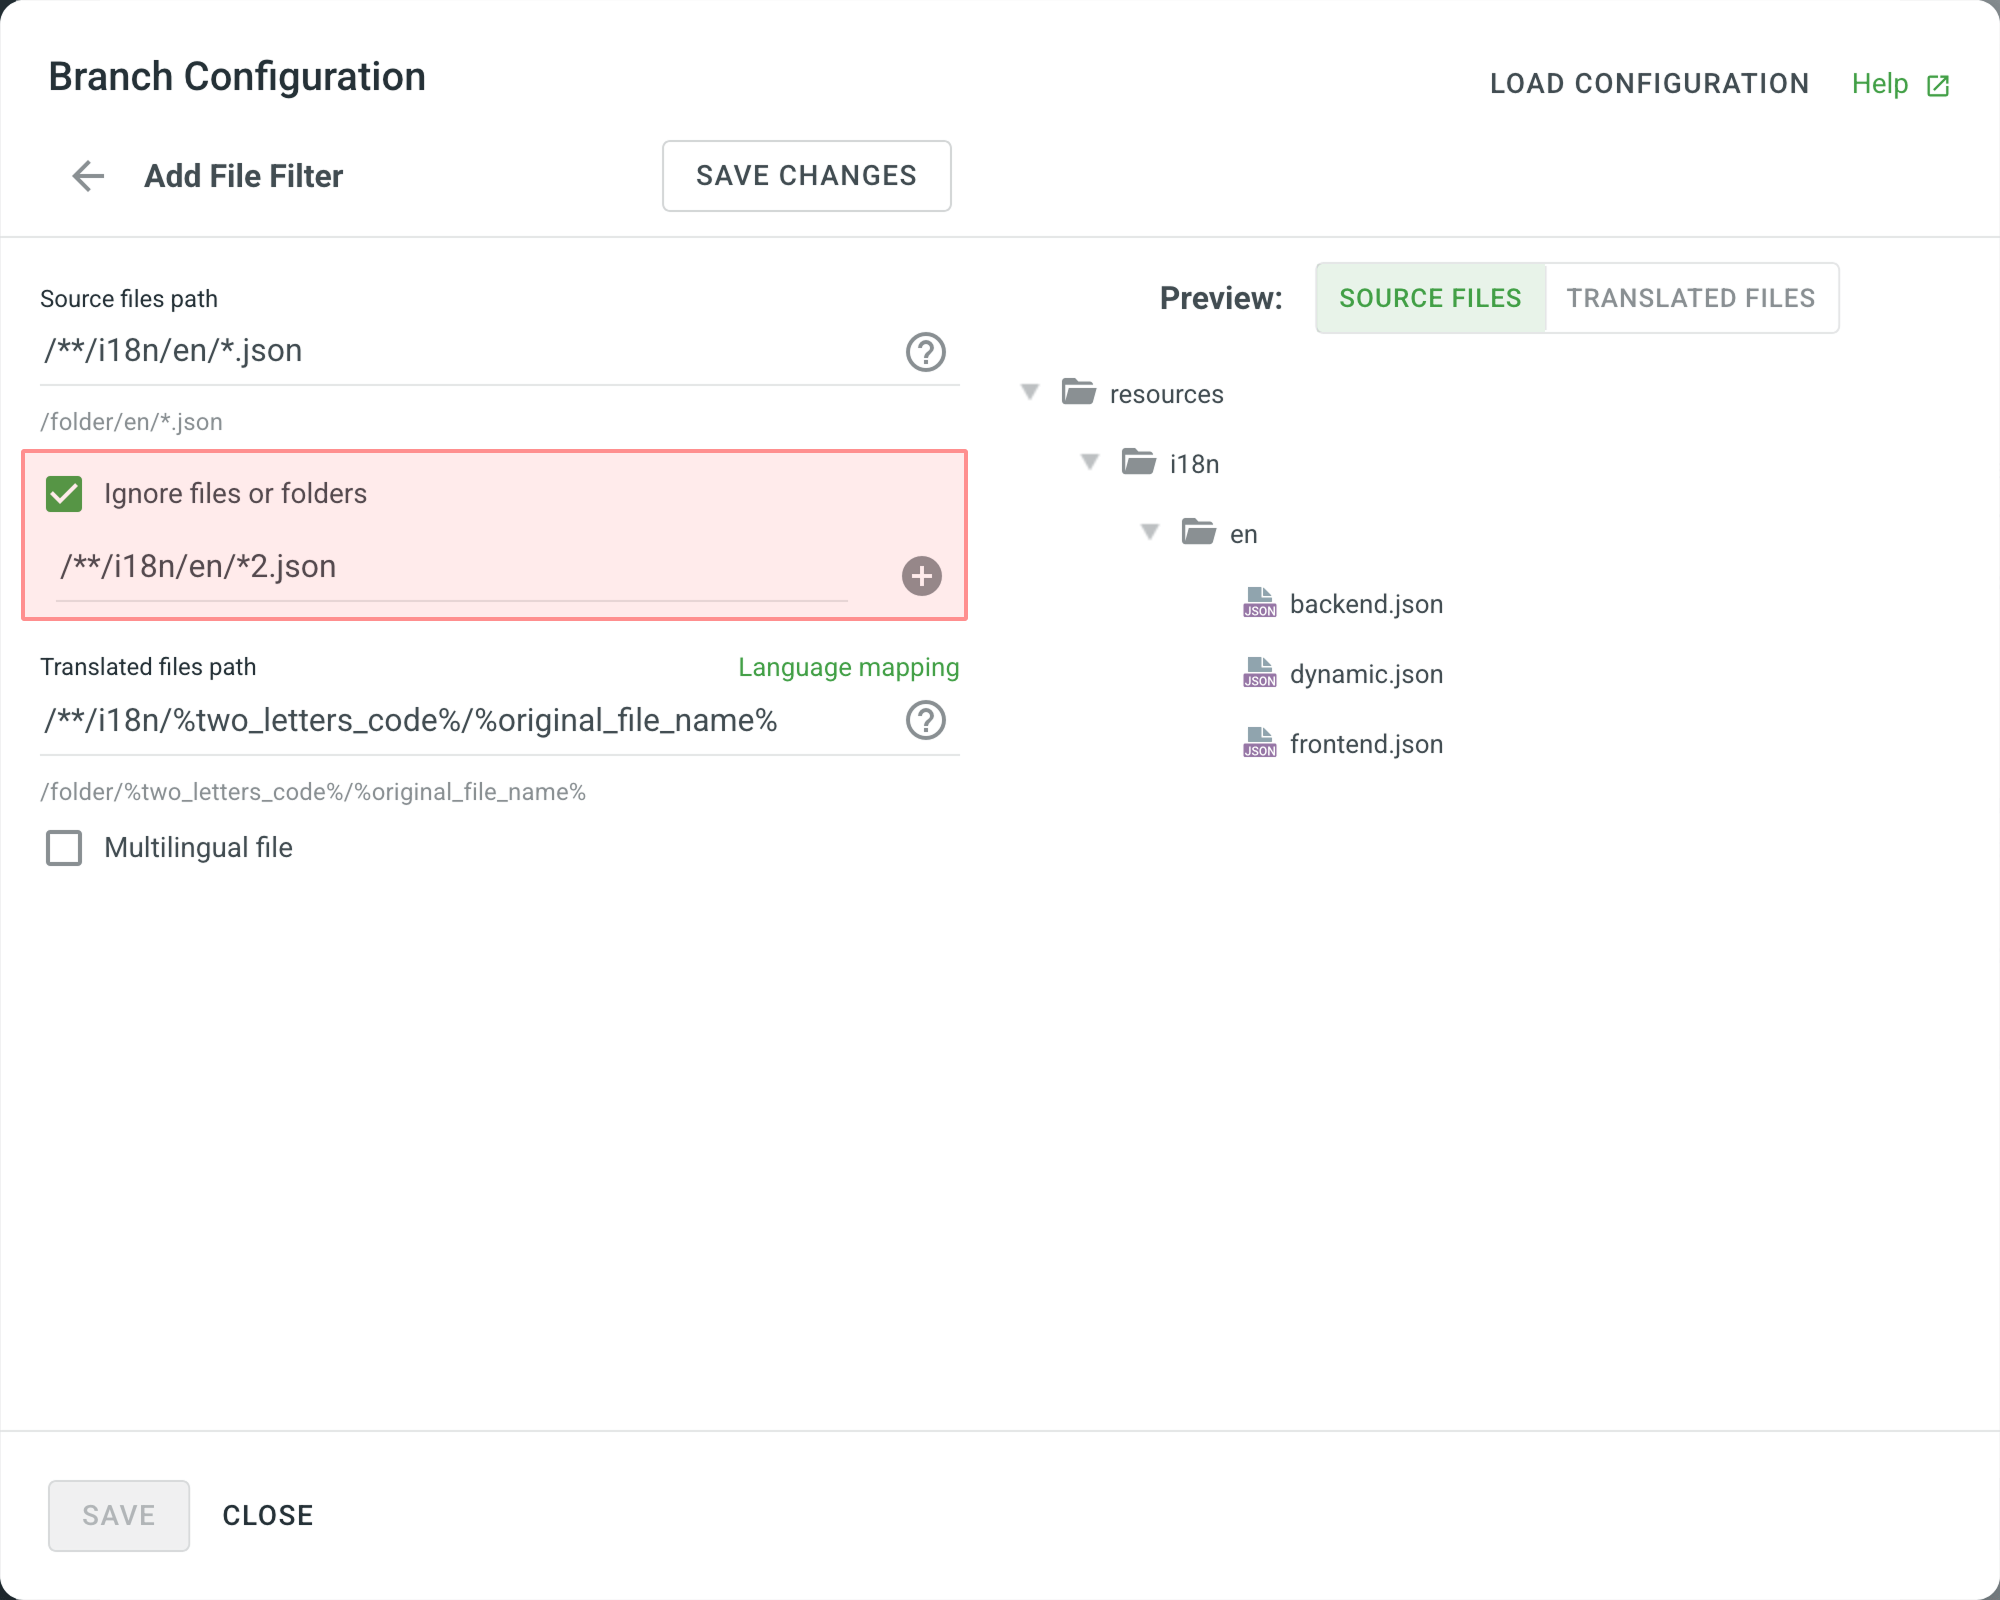 Branch Configuration
LOAD CONFIGURATION
Help
Add File Filter
SAVE CHANGES
Source files path
/**/i18n/en/*.json
/folder/en/*.json
Ignore files or folders
/**/i18n/en/*2.json
Translated files path
Language mapping
/**/i18n/%two_letters_code%/%original_file_name%
/folder/%two_letters_code%/%original_file_name%
Multilingual file
Preview:
SOURCE FILES
TRANSLATED FILES
resources
i18n
en
JSON backend.json
JSON dynamic.json
JSON frontend.json
SAVE
CLOSE